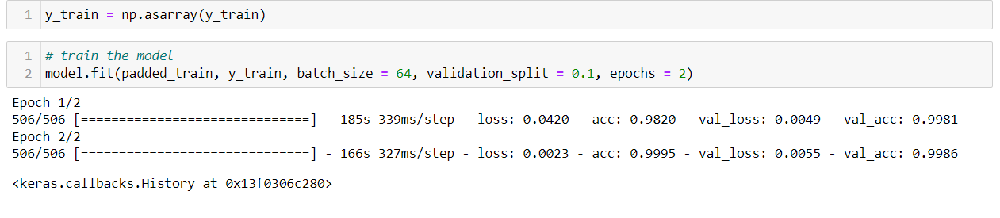 1 y_train = np.asarray(y_train)
1 # train the model
2 model.fit(padded_train, y_train, batch_size = 64, validation_split = 0.1, epochs = 2)
Epoch 1/2
506/506 [==============================] - 185s 339ms/step - loss: 0.0420 - acc: 0.9820 - val_loss: 0.0049 - val_acc: 0.9981
Epoch 2/2
506/506 [==============================] - 166s 327ms/step - loss: 0.0023 - acc: 0.9995 - val_loss: 0.0055 - val_acc: 0.9986
<keras.callbacks.History at 0x13f0306c280>